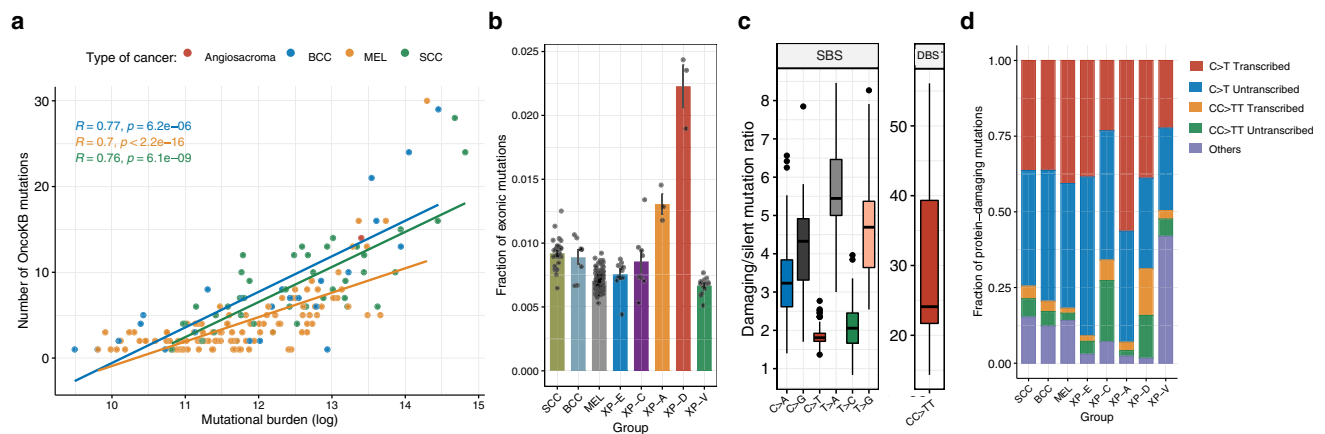 a
Type of cancer: Angiosacroma BCC MEL SCC
R = 0.77, p = 6.2e−06
R = 0.7, p < 2.2e−16
R = 0.76, p = 6.1e−09
Number of OncoKB mutations
30
20
10
0
10 11 12 13 14 15
Mutational burden (log)
b
Fraction of exonic mutations
0.025
0.020
0.015
0.010
0.005
0.000
SCC BCC MEL XP−E XP−C XP−A XP−D XP−V
Group
c
SBS
DBS
Damaging/silent mutation ratio
8
7
6
5
4
3
2
1
50
40
30
20
C>A C>G C>T T>A T>C T>G
CC>TT
d
Fraction of protein−damaging mutations
1.00
0.75
0.50
0.25
0.00
SCC BCC MEL XP−E XP−C XP−A XP−D XP−V
Group
C>T Transcribed
C>T Untranscribed
CC>TT Transcribed
CC>TT Untranscribed
Others